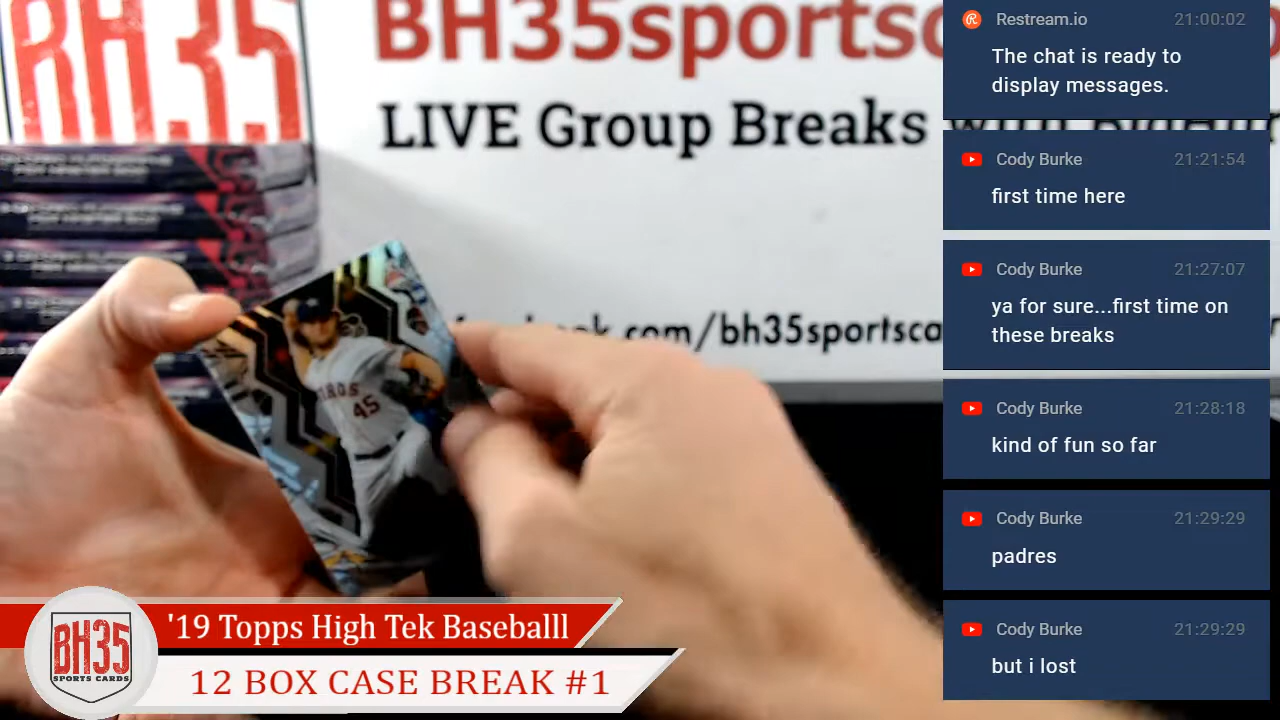 BH35
BH35sportsc
LIVE Group Breaks with
.com/bh35sportsca
45
Restream.io 21:00:02
The chat is ready to
display messages.
Cody Burke 21:21:54
first time here
Cody Burke 21:27:07
ya for sure...first time on
these breaks
Cody Burke 21:28:18
kind of fun so far
Cody Burke 21:29:29
padres
Cody Burke 21:29:29
but i lost
BH35
SPORTS CARDS
'19 Topps High Tek Baseballl
12 BOX CASE BREAK #1